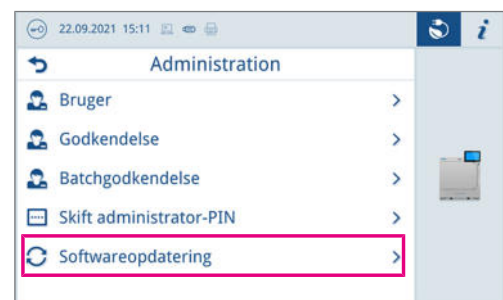 22.09.2021 15:11
Administration
Bruger
Godkendelse
Batchgodkendelse
Skift administrator-PIN
Softwareopdatering